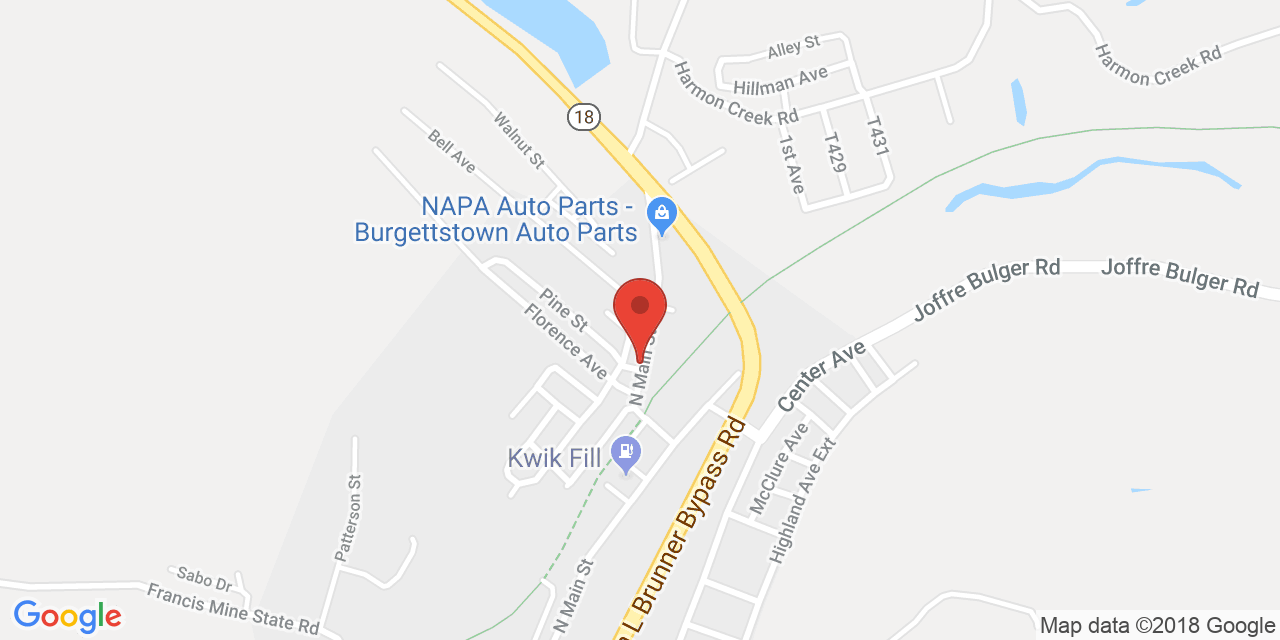 Alley St
Harmon Creek Rd
Hillman Ave
Harmon Creek Rd
18
Walnut St
Bell Ave
1st Ave
T429
T431
NAPA Auto Parts -
Burgettstown Auto Parts
Joffre Bulger Rd
Joffre Bulger Rd
Pine St
Florence Ave
N Main St
Center Ave
Kwik Fill
McClure Ave
Highland Ave Ext
L Brunner Bypass Rd
Patterson St
Sabo Dr
Francis Mine State Rd
N Main St
Google
Map data ©2018 Google